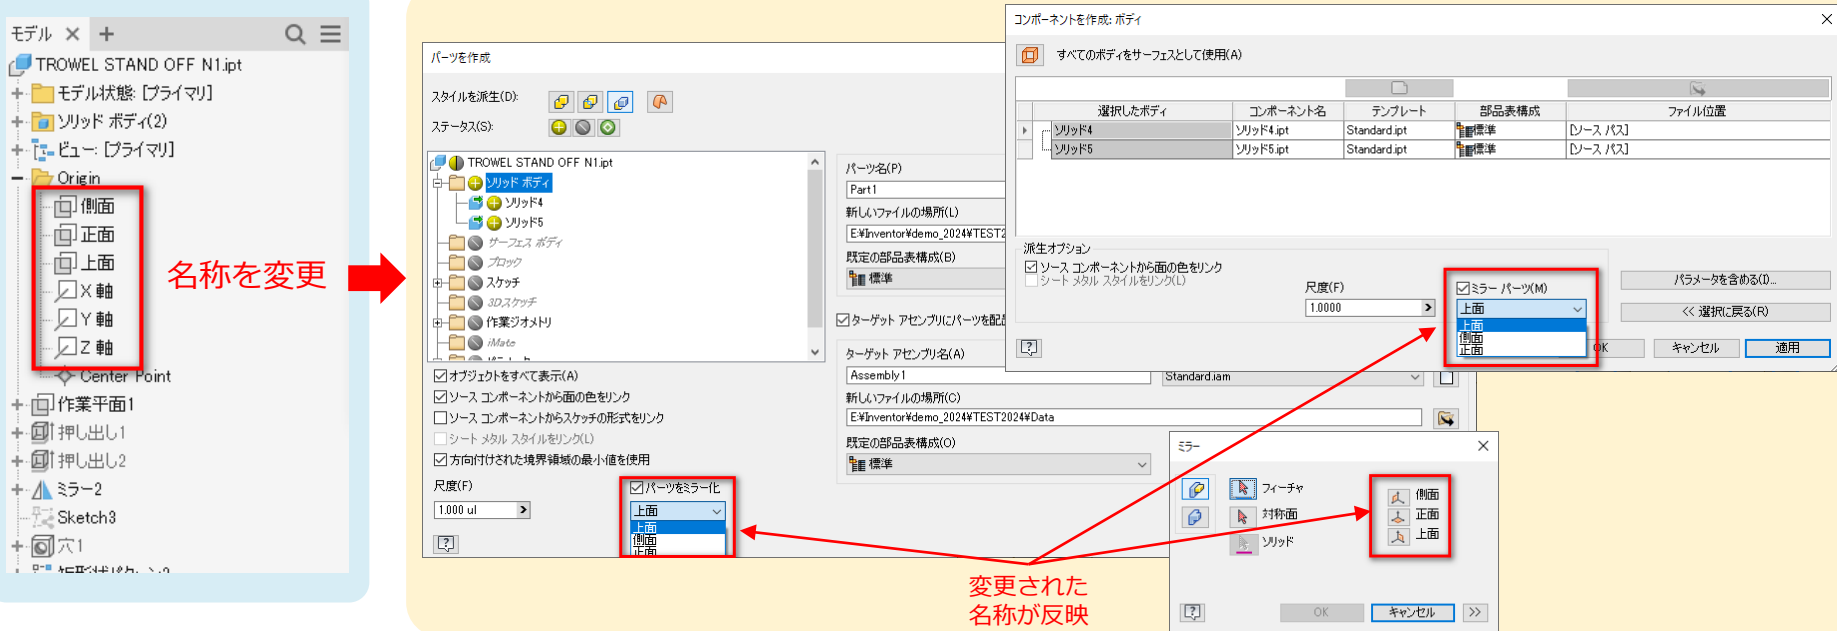 モデル
TROWEL STAND OFF N1.ipt
モデル状態: [プライマリ]
ソリッド ボディ(2)
ビュー: [プライマリ]
Origin
側面
正面
上面
X 軸
Y 軸
Z 軸
Center Point
作業平面1
押し出し1
押し出し2
ミラー2
Sketch3
穴1
名称を変更
パーツを作成
スタイルを派生(D):
ステータス(S):
TROWEL STAND OFF N1.ipt
ソリッド ボディ
ソリッド4
ソリッド5
サーフェス ボディ
ブロック
スケッチ
3Dスケッチ
作業ジオメトリ
iMate
オブジェクトをすべて表示(A)
ソース コンポーネントから面の色をリンク
ソース コンポーネントからスケッチの形式をリンク
シート メタル スタイルをリンク(L)
方向付けされた境界領域の最小値を使用
尺度(F)
1.000 ul
パーツをミラー化
上面
上面
側面
正面
パーツ名(P)
Part1
新しいファイルの場所(L)
E:¥Inventor¥demo_2024¥TEST2
既定の部品表構成(B)
標準
ターゲット アセンブリにパーツを配
ターゲット アセンブリ名(A)
Assembly1
Standard.iam
新しいファイルの場所(C)
E:¥Inventor¥demo_2024¥TEST2024¥Data
既定の部品表構成(O)
標準
コンポーネントを作成: ボディ
すべてのボディをサーフェスとして使用(A)
選択したボディ コンポーネント名 テンプレート 部品表構成 ファイル位置
ソリッド4 ソリッド4.ipt Standard.ipt 標準 [ソース パス]
ソリッド5 ソリッド5.ipt Standard.ipt 標準 [ソース パス]
派生オプション
ソース コンポーネントから面の色をリンク
シート メタル スタイルをリンク(L)
尺度(F)
1.0000
ミラー パーツ(M)
上面
上面
側面
正面
パラメータを含める(I)...
<< 選択に戻る(R)
OK キャンセル 適用
ミラー
フィーチャ
対称面
ソリッド
側面
正面
上面
OK キャンセル >>
変更された
名称が反映